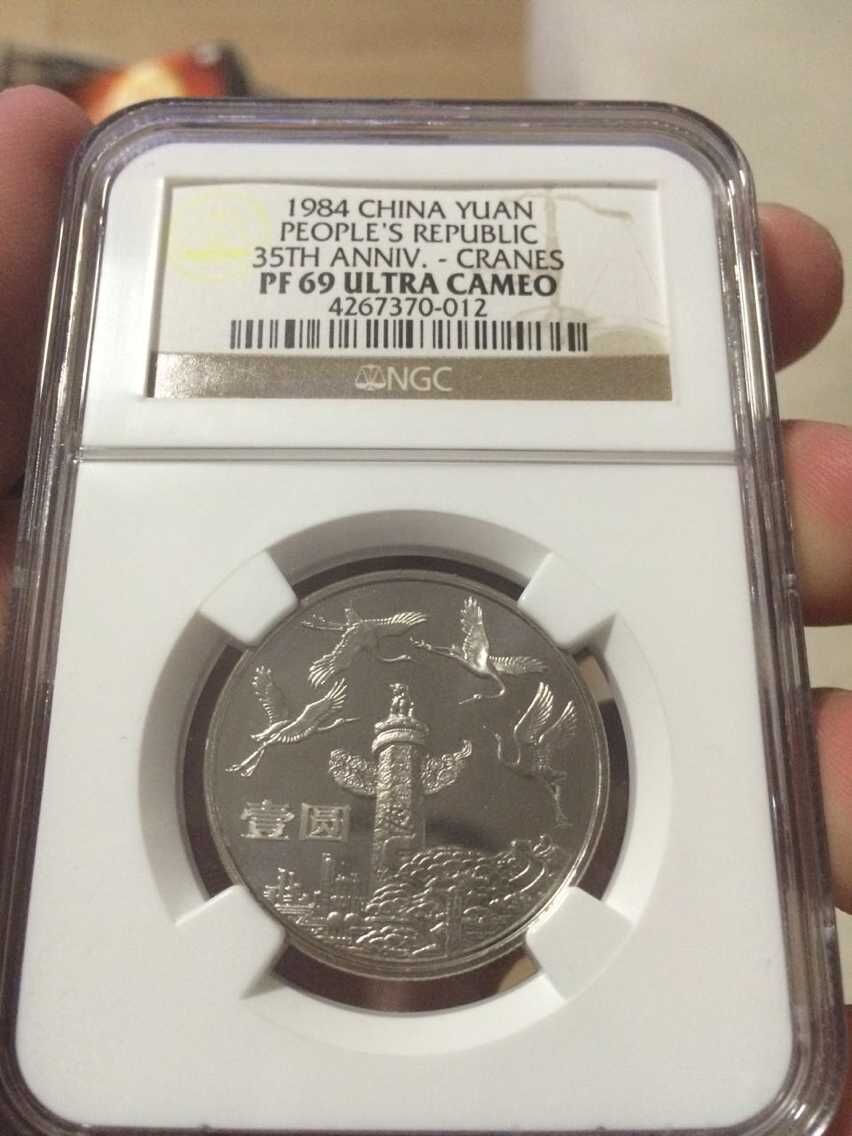 1984 CHINA YUAN
PEOPLE'S REPUBLIC
35TH ANNIV. - CRANES
PF 69 ULTRA CAMEO
4267370-012
NGC
壹圆